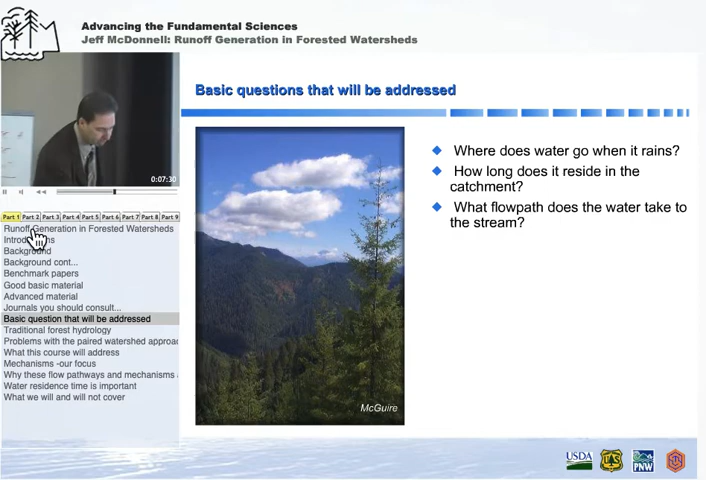 Advancing the Fundamental Sciences
Jeff McDonnell: Runoff Generation in Forested Watersheds
0:07:30
Part 1 Part 2 Part 3 Part 4 Part 5 Part 6 Part 7 Part 8 Part 9
Runoff Generation in Forested Watersheds
Background
Background cont...
Benchmark papers
Good basic material
Advanced material
Journals you should consult...
Basic question that will be addressed
Traditional forest hydrology
Problems with the paired watershed approac
What this course will address
Mechanisms -our focus
Why these flow pathways and mechanisms
Water residence time is important
What we will and will not cover
Basic questions that will be addressed
Where does water go when it rains?
How long does it reside in the
catchment?
What flowpath does the water take to
the stream?
McGuire
USDA
PNW